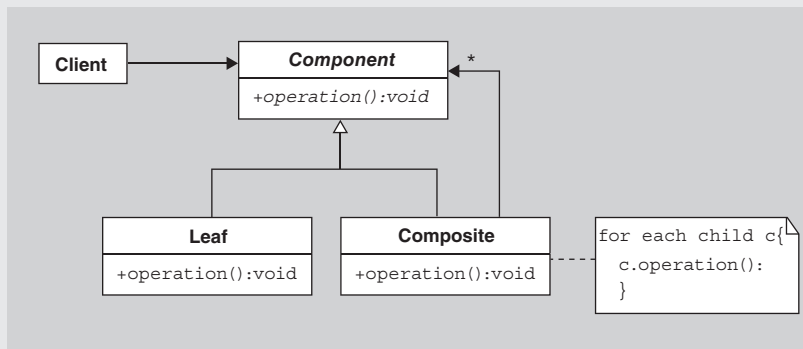 Client
Component
*
+operation():void
Leaf
Composite
+operation():void
+operation():void
for each child c{
c.operation():
}